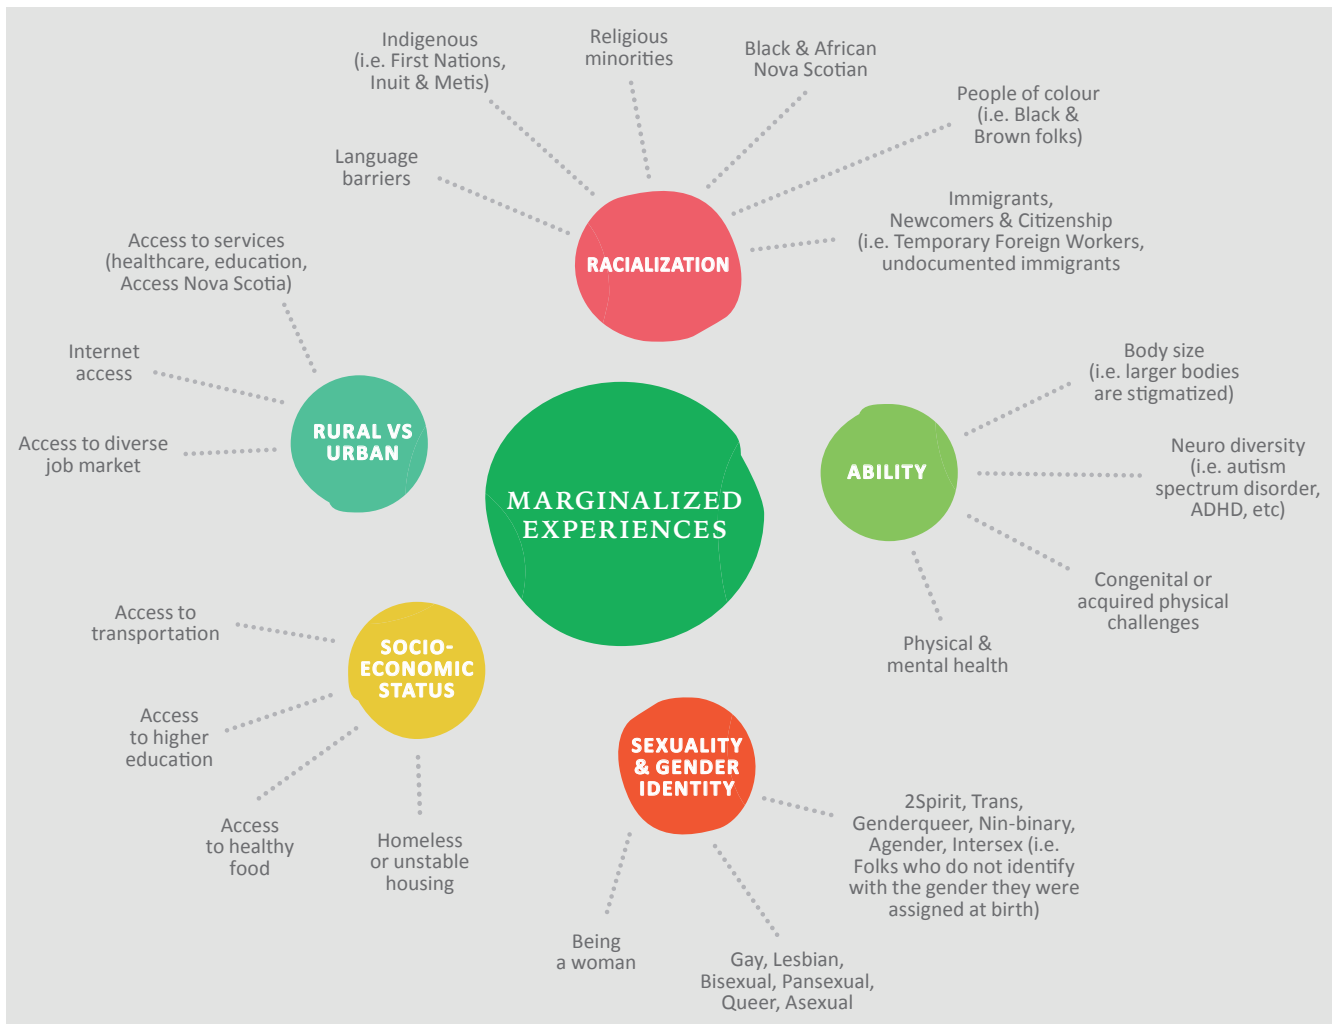 Indigenous
(i.e. First Nations,
Inuit & Metis)
Religious
minorities
Black & African
Nova Scotian
People of colour
(i.e. Black &
Brown folks)
Language
barriers
Immigrants,
Newcomers & Citizenship
(i.e. Temporary Foreign Workers,
undocumented immigrants
RACIALIZATION
Access to services
(healthcare, education,
Access Nova Scotia)
Internet
access
Access to diverse
job market
RURAL VS
URBAN
MARGINALIZED
EXPERIENCES
ABILITY
Body size
(i.e. larger bodies
are stigmatized)
Neuro diversity
(i.e. autism
spectrum disorder,
ADHD, etc)
Congenital or
acquired physical
challenges
Physical &
mental health
Access to
transportation
SOCIO-
ECONOMIC
STATUS
Access
to higher
education
Access
to healthy
food
Homeless
or unstable
housing
SEXUALITY
& GENDER
IDENTITY
2Spirit, Trans,
Genderqueer, Nin-binary,
Agender, Intersex (i.e.
Folks who do not identify
with the gender they were
assigned at birth)
Being
a woman
Gay, Lesbian,
Bisexual, Pansexual,
Queer, Asexual